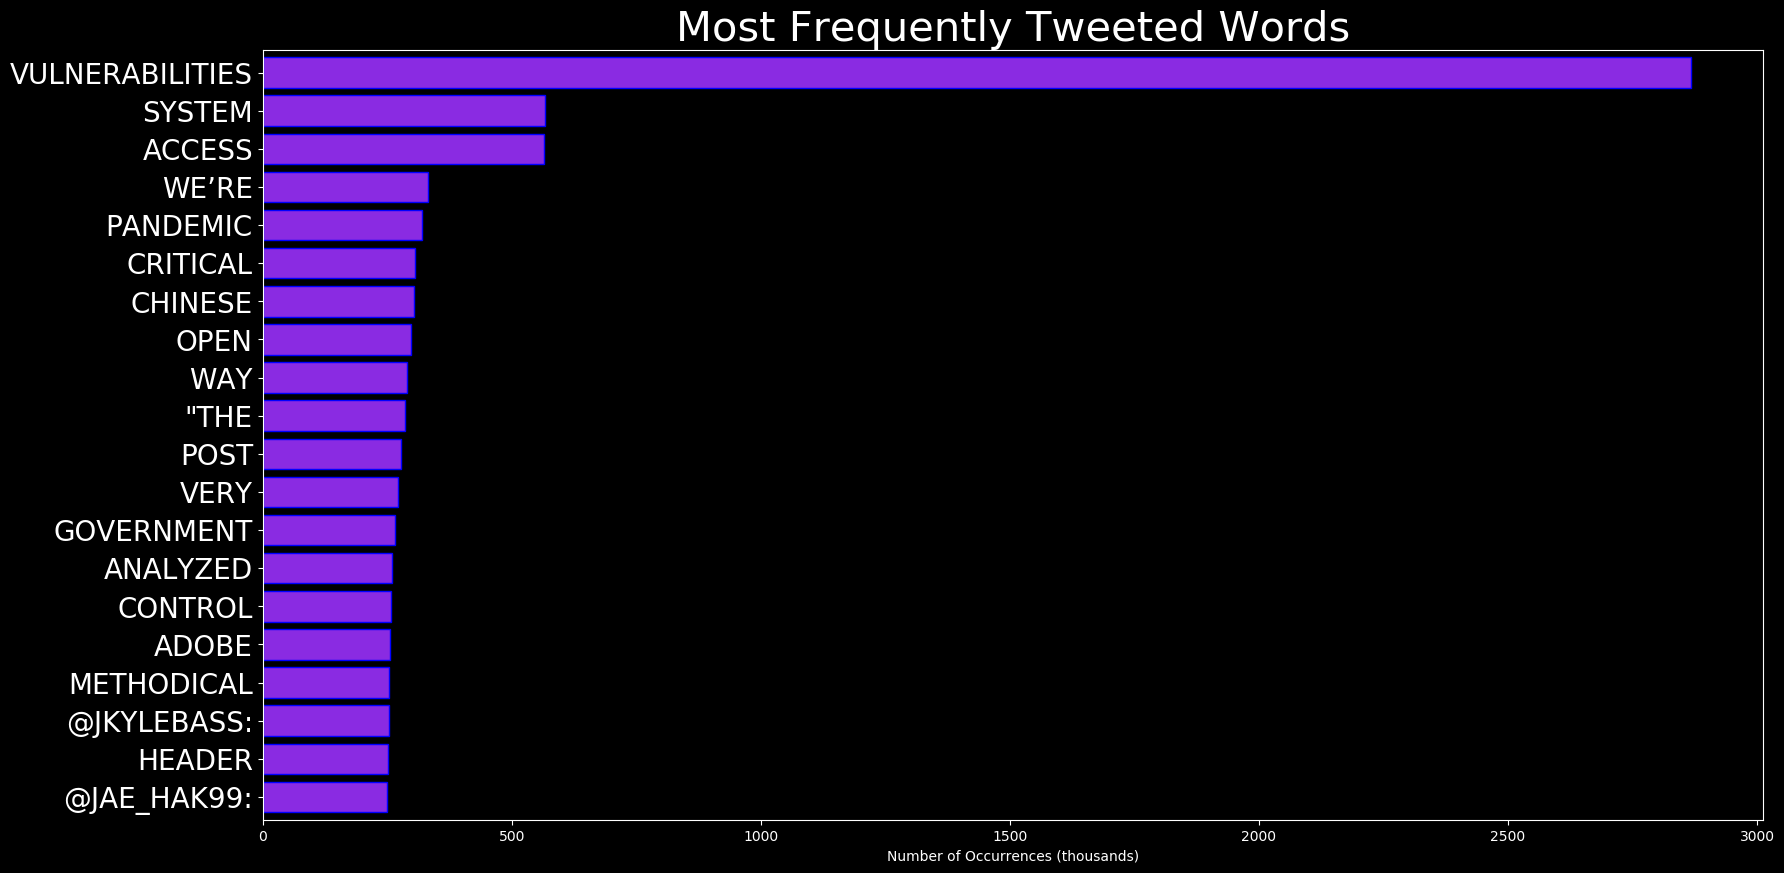 Most Frequently Tweeted Words
VULNERABILITIES
SYSTEM
ACCESS
WE’RE
PANDEMIC
CRITICAL
CHINESE
OPEN
WAY
"THE
POST
VERY
GOVERNMENT
ANALYZED
CONTROL
ADOBE
METHODICAL
@JKYLEBASS:
HEADER
@JAE_HAK99:
0 500 1000 1500 2000 2500 3000
Number of Occurrences (thousands)